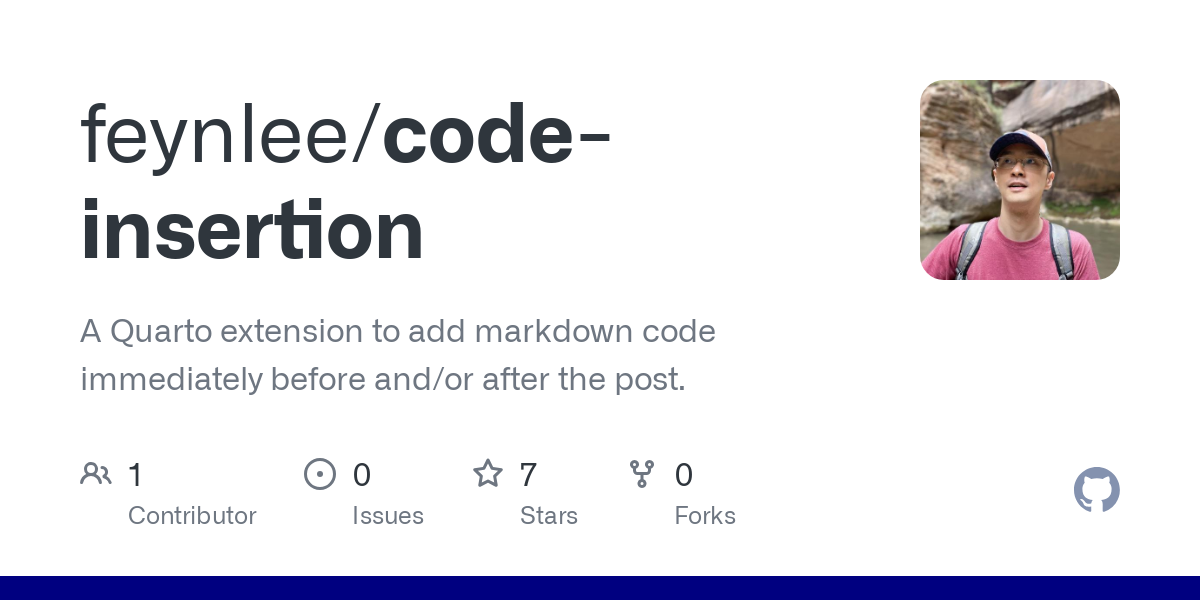 feynlee/code-
insertion
A Quarto extension to add markdown code
immediately before and/or after the post.
1 0 7 0
Contributor Issues Stars Forks